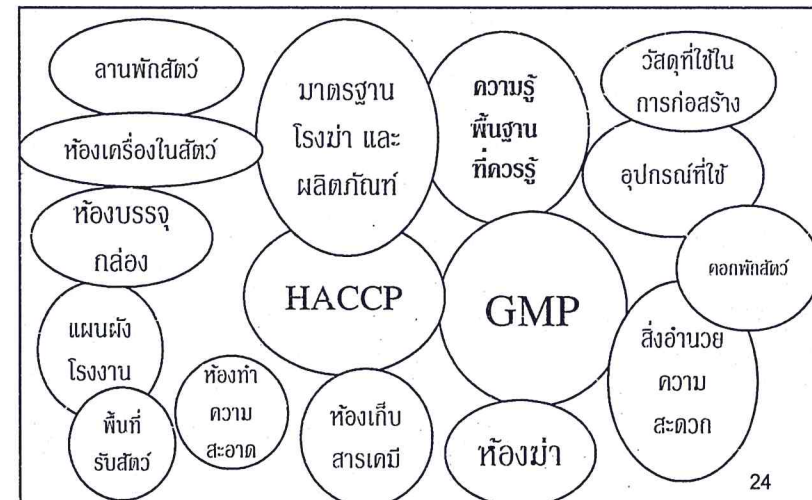 ลานพักสัตว์
ห้องเครื่องในสัตว์
ห้องบรรจุ
กล่อง
แผนผัง
โรงงาน
พื้นที่
รับสัตว์
ห้องทำ
ความ
สะอาด
มาตรฐาน
โรงฆ่า และ
ผลิตภัณฑ์
HACCP
ห้องเก็บ
สารเคมี
ความรู้
พื้นฐาน
ที่ควรรู้
GMP
ห้องฆ่า
วัสดุที่ใช้ใน
การก่อสร้าง
อุปกรณ์ที่ใช้
คอกพักสัตว์
สิ่งอำนวย
ความ
สะดวก
24